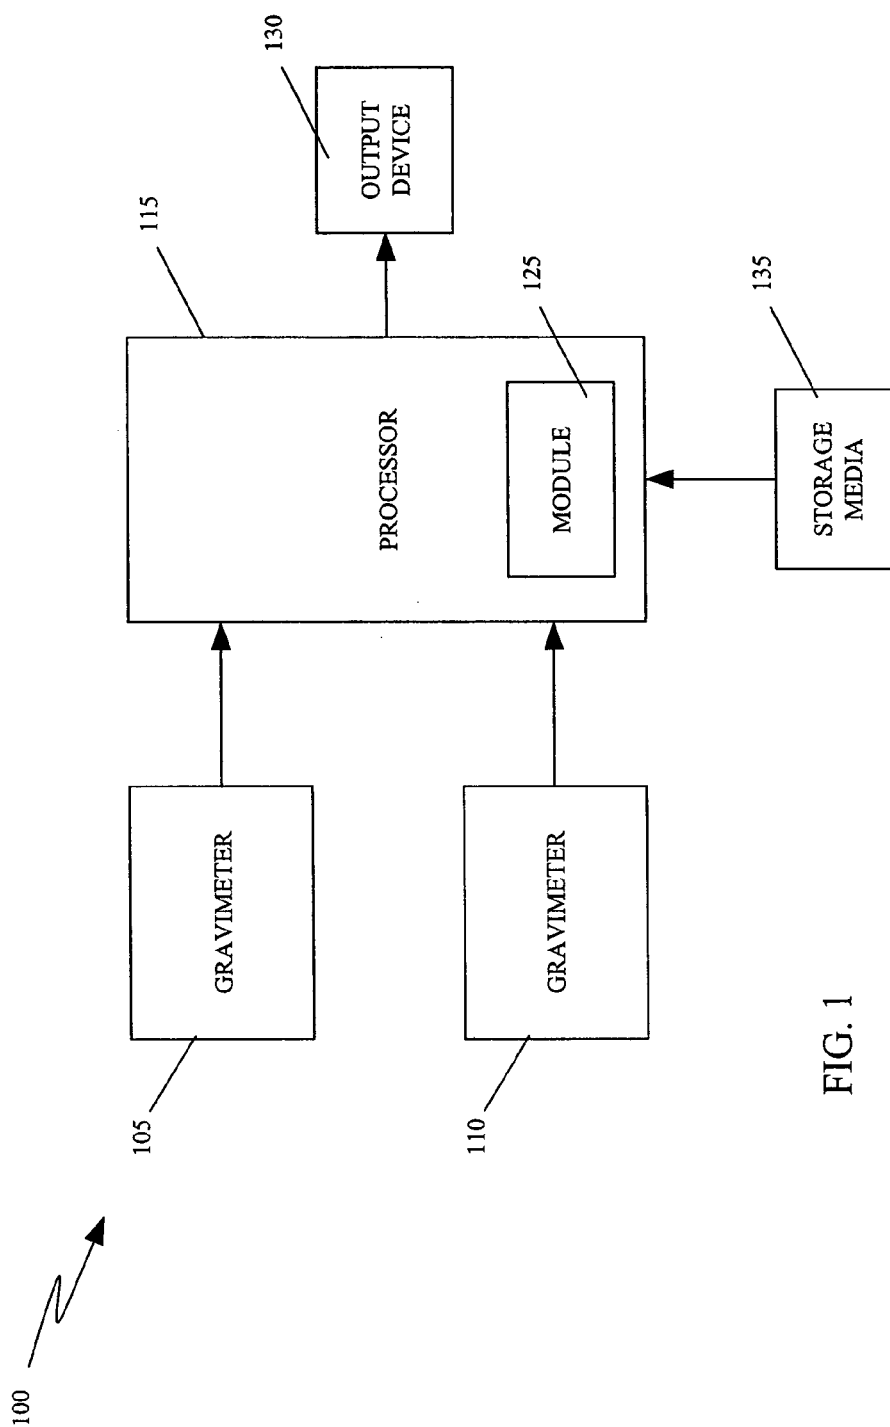 100
105
GRAVIMETER
110
GRAVIMETER
115
PROCESSOR
125
MODULE
130
OUTPUT
DEVICE
135
STORAGE
MEDIA
FIG. 1